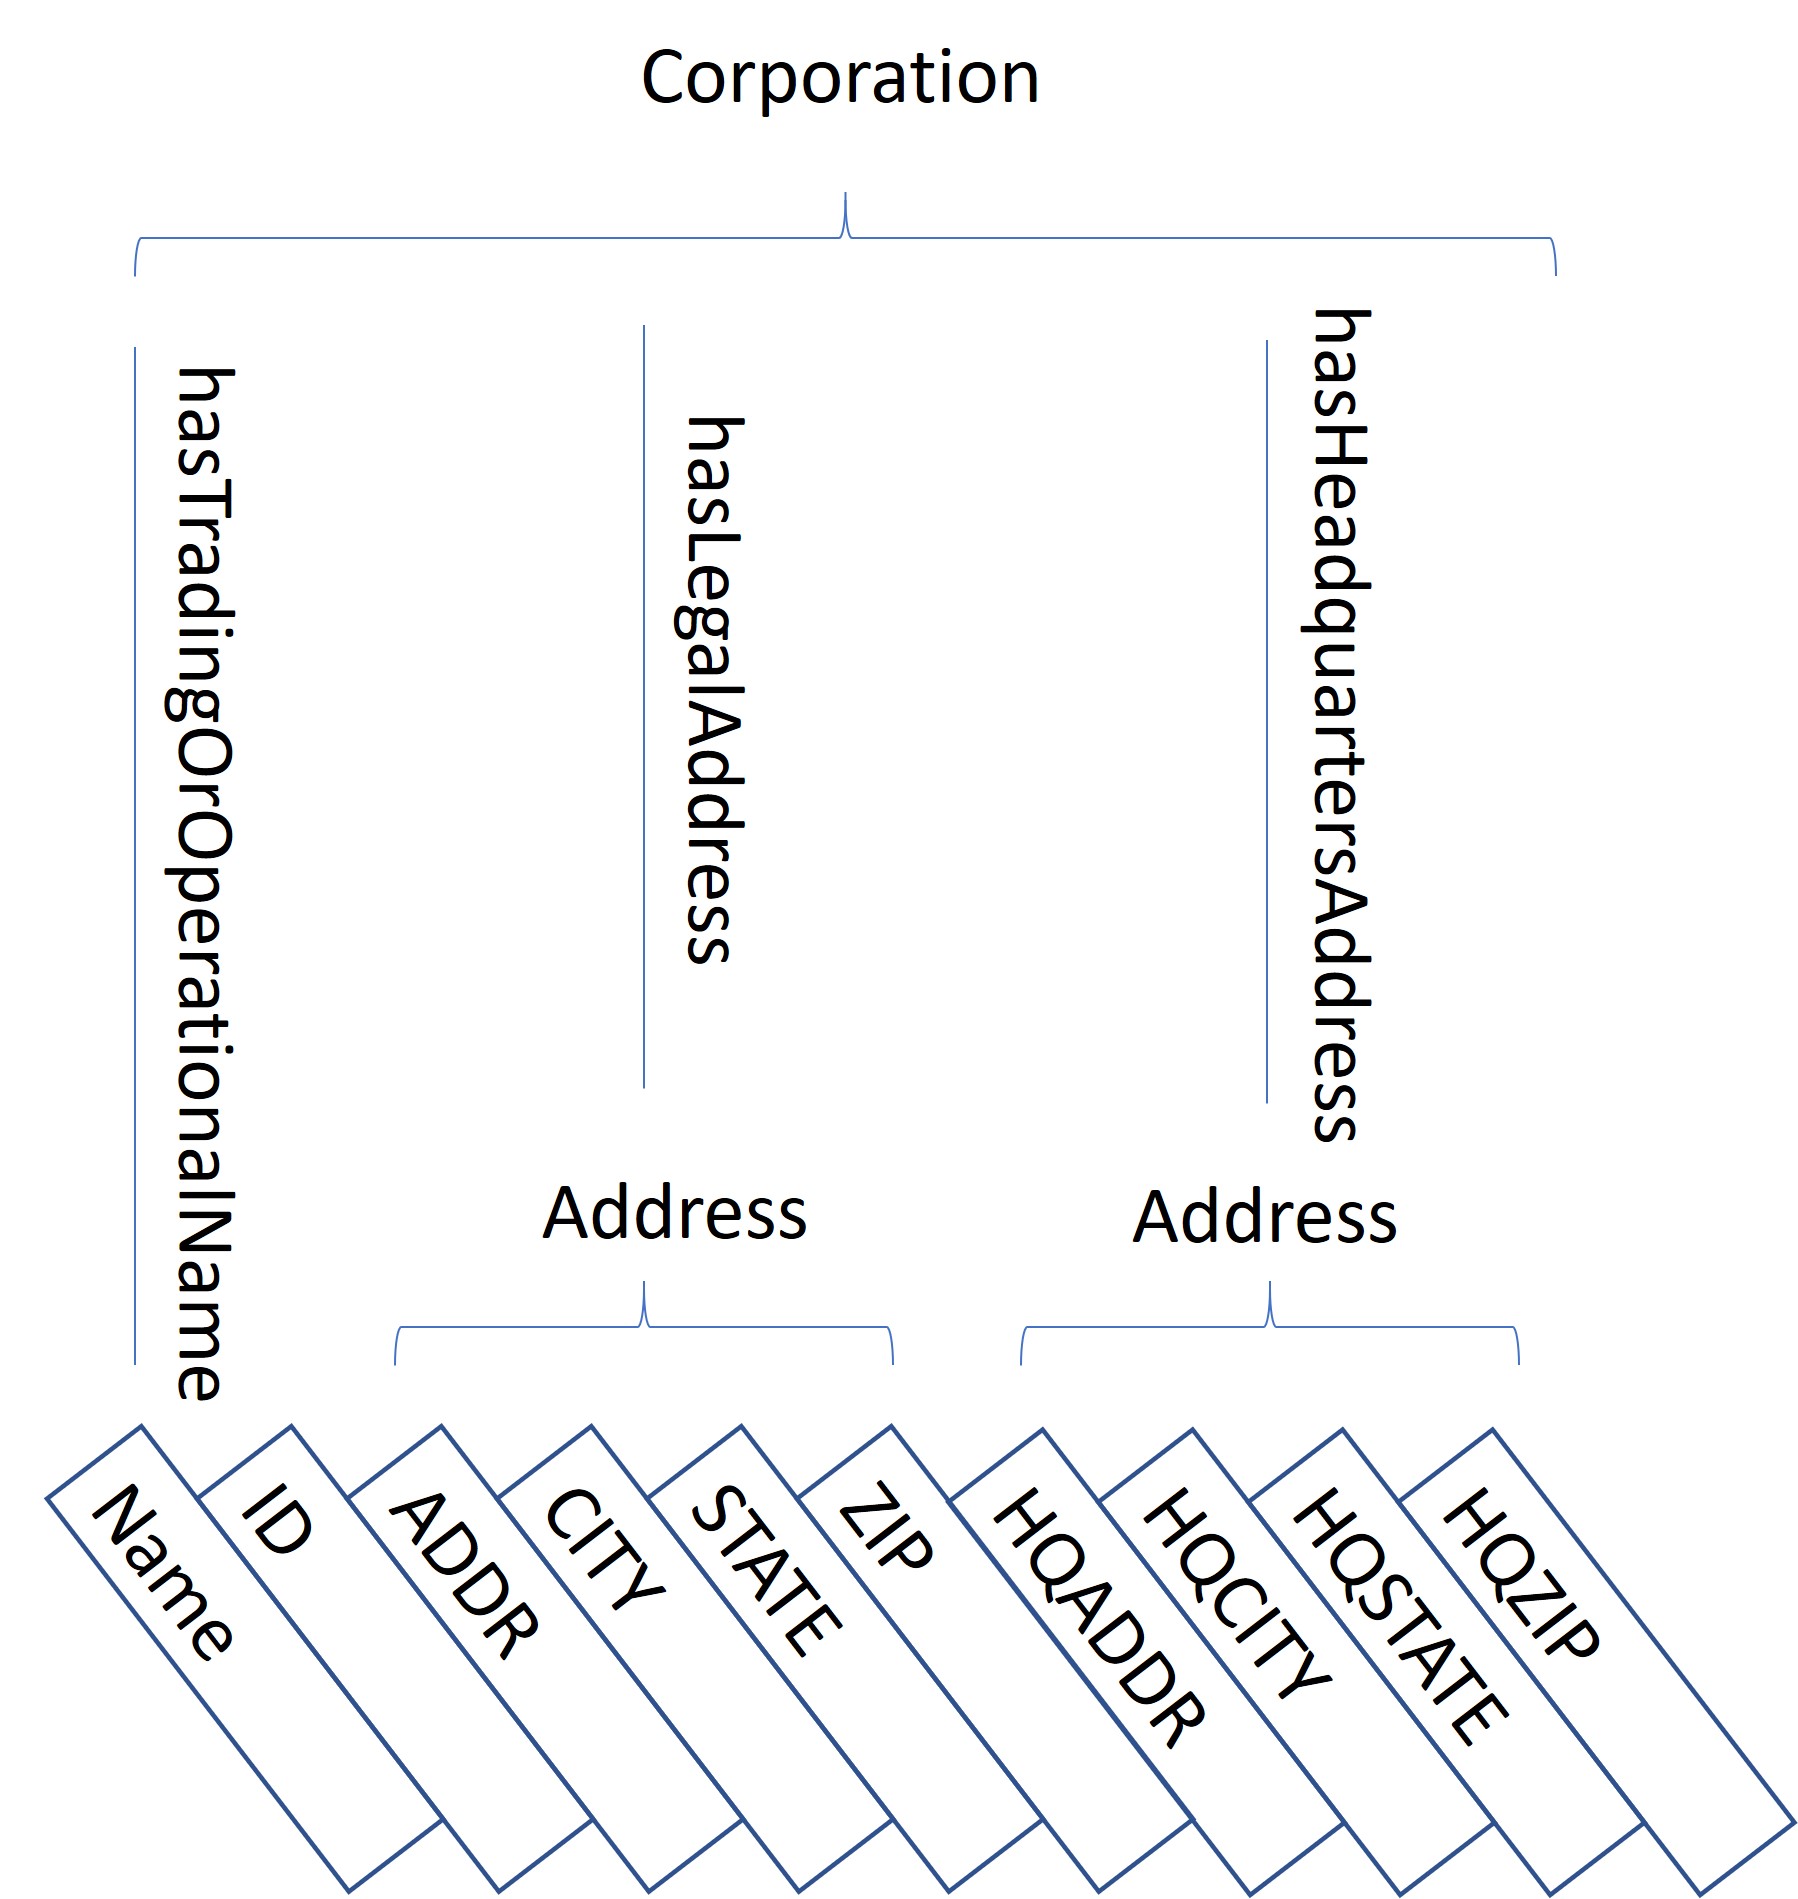 Corporation
hasTradingOrOperationalName
hasLegalAddress
hasHeadquartersAddress
Address
Address
Name
ID
ADDR
CITY
STATE
ZIP
HQADDR
HQCITY
HQSTATE
HQZIP